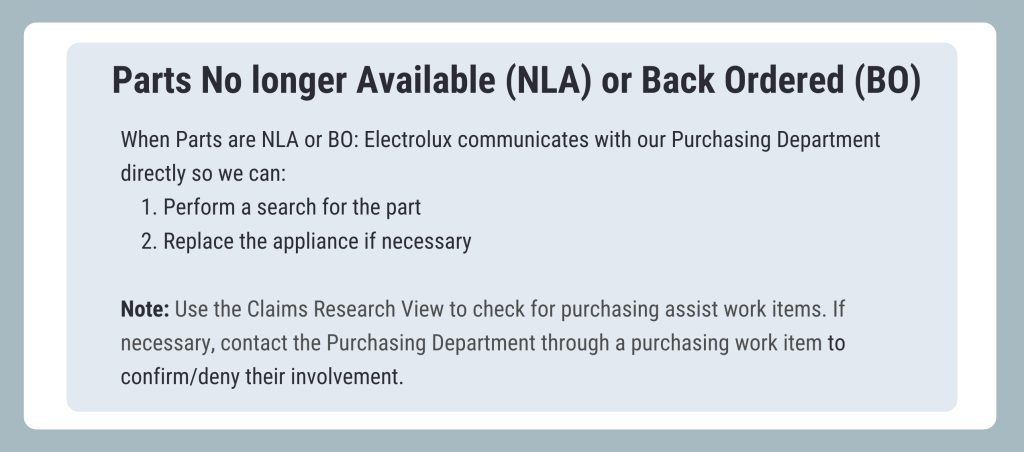 Parts No longer Available (NLA) or Back Ordered (BO)
When Parts are NLA or BO: Electrolux communicates with our Purchasing Department
directly so we can:
1. Perform a search for the part
2. Replace the appliance if necessary
Note: Use the Claims Research View to check for purchasing assist work items. If
necessary, contact the Purchasing Department through a purchasing work item to
confirm/deny their involvement.